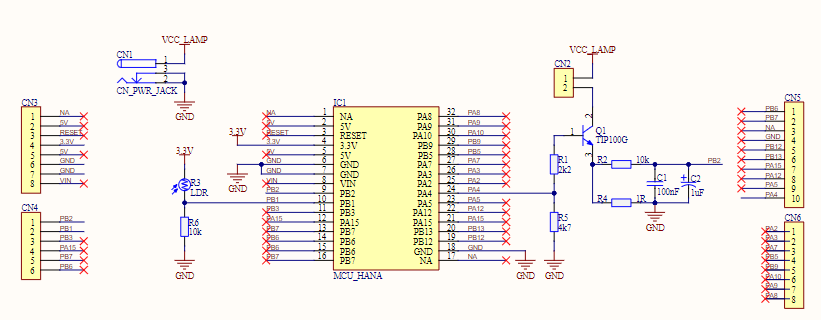 VCC_LAMP
CN1
1
3
2
CN_PWR_JACK
GND
VCC_LAMP
CN2
1
2
2
Q1
TIP100G
1
3
R1
2k2
R2
10k
PB2
C1
100nF
C2
1uF
R4
1R
GND
R5
4k7
GND
CN3
1 NA
2 5V
3 RESET
4 3.3V
5 5V
6 GND
7 GND
8 VIN
CN4
1 PB2
2 PB1
3 PB3
4 PA15
5 PB7
6 PB6
3.3V
R3
LDR
R6
10k
GND
3.3V
GND
IC1
NA 1 NA PA8 32 PA8
5V 2 5V PA9 31 PA9
RESET 3 RESET PA10 30 PA10
3.3V 4 3.3V PB9 29 PB9
5V 5 5V PB5 28 PB5
GND 6 GND PA7 27 PA7
GND 7 GND PA3 26 PA3
VIN 8 VIN PA2 25 PA2
PB2 9 PB2 PA4 24 PA4
PB1 10 PB1 PA5 23 PA5
PB3 11 PB3 PA12 22 PA12
PA15 12 PA15 PA15 21 PA15
PB7 13 PB7 PB13 20 PB13
PB6 14 PB6 PB12 19 PB12
PB6 15 PB6 GND 18 GND
PB7 16 PB7 NA 17 NA
MCU_HANA
GND
CN5
PB6 1
PB7 2
NA 3
GND 4
PB12 5
PB13 6
PA15 7
PA12 8
PA5 9
PA4 10
CN6
PA2 1
PA3 2
PA7 3
PB5 4
PB9 5
PA10 6
PA9 7
PA8 8